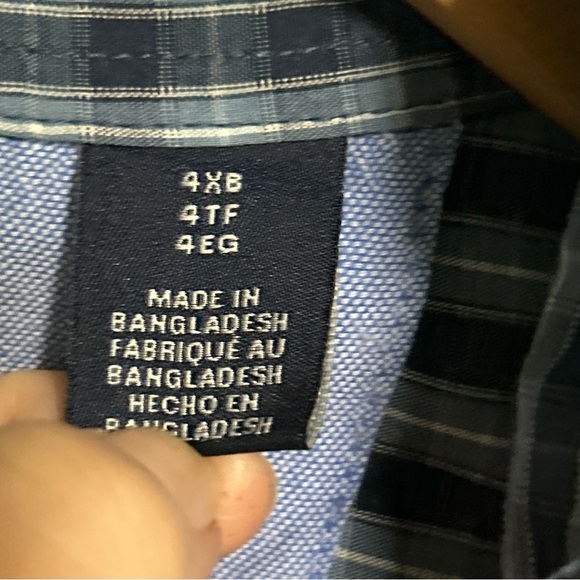 4XB
4TF
4EG
MADE IN
BANGLADESH
FABRIQUÉ AU
BANGLADESH
HECHO EN
BANGLADESH